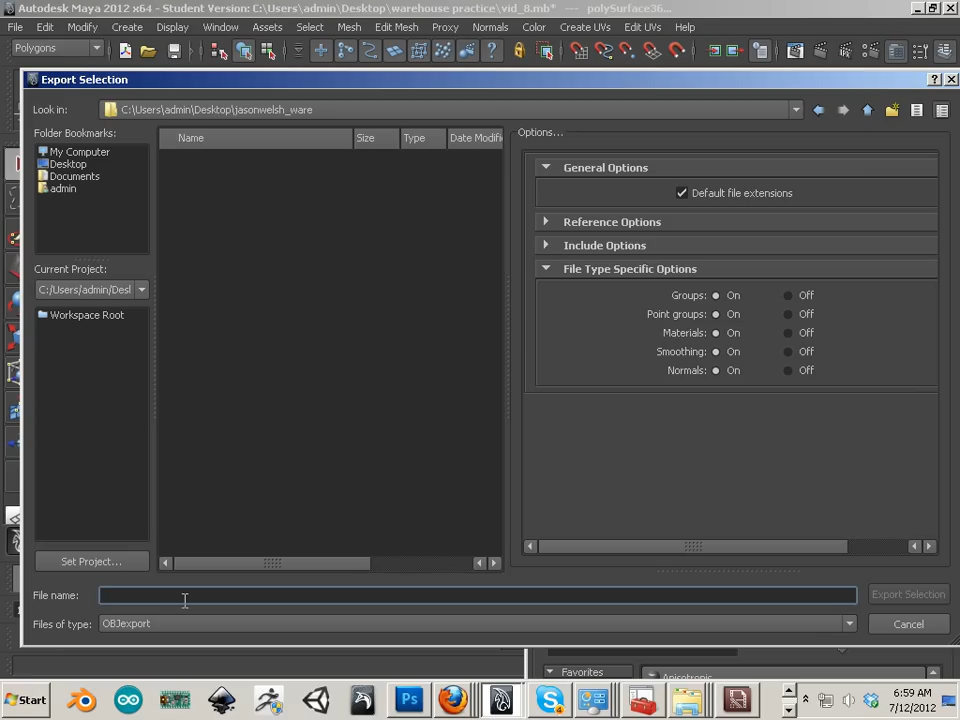 Autodesk Maya 2012 x64 - Student Version: C:\Users\admin\Desktop\warehouse practice\vid_8.mb* --- polySurface36...
File Edit Modify Create Display Window Assets Select Mesh Edit Mesh Proxy Normals Color Create UVs Edit UVs Help
Polygons
Export Selection
Look in: C:\Users\admin\Desktop\jasonwelsh_ware
Folder Bookmarks:
My Computer
Desktop
Documents
admin
Current Project:
C:/Users/admin/Desl
Workspace Root
Set Project...
Name Size Type Date Modifi
Options...
General Options
Default file extensions
Reference Options
Include Options
File Type Specific Options
Groups: On Off
Point groups: On Off
Materials: On Off
Smoothing: On Off
Normals: On Off
File name: Export Selection
Files of type: OBJexport Cancel
Favorites Anisotropic
Start
Ps
6:59 AM
7/12/2012